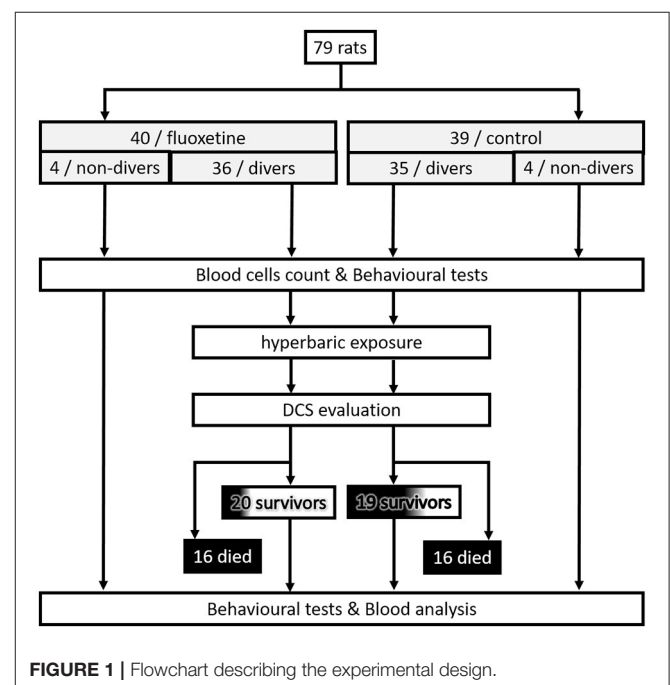 79 rats
40 / fluoxetine
39 / control
4 / non-divers
36 / divers
35 / divers
4 / non-divers
Blood cells count & Behavioural tests
hyperbaric exposure
DCS evaluation
20 survivors
19 survivors
16 died
16 died
Behavioural tests & Blood analysis
FIGURE 1 | Flowchart describing the experimental design.